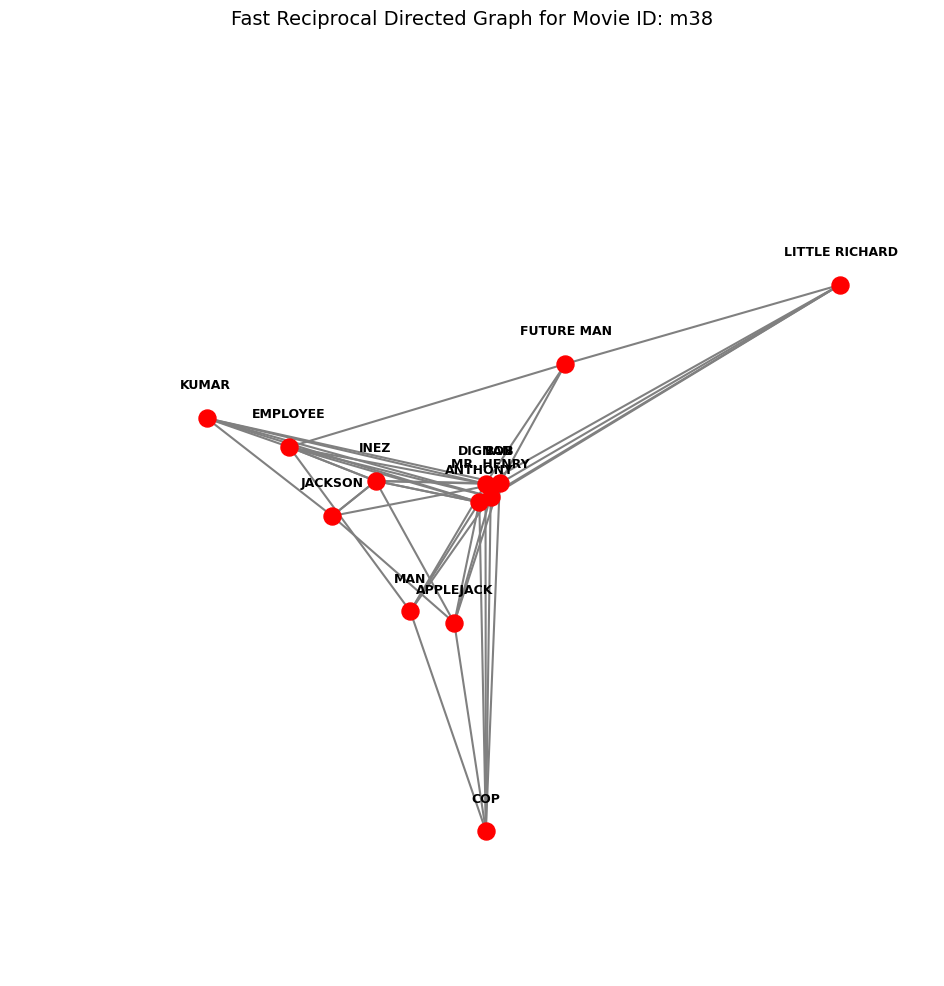 Fast Reciprocal Directed Graph for Movie ID: m38
LITTLE RICHARD
FUTURE MAN
KUMAR
EMPLOYEE
INEZ
DIGNAN
BOB
MR. HENRY
ANTHONY
JACKSON
MAN
APPLEJACK
COP